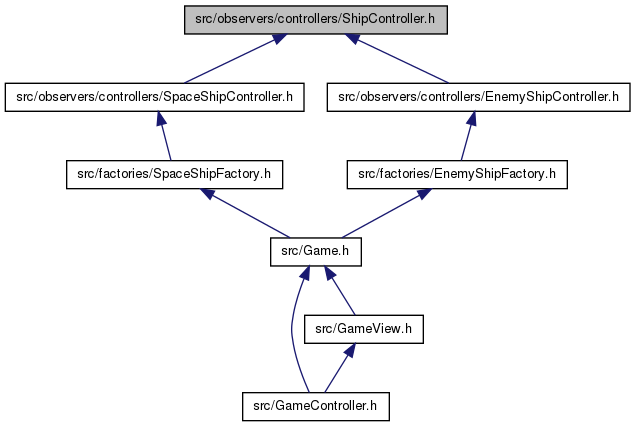 src/observers/controllers/ShipController.h
src/observers/controllers/SpaceShipController.h
src/observers/controllers/EnemyShipController.h
src/factories/SpaceShipFactory.h
src/factories/EnemyShipFactory.h
src/Game.h
src/GameView.h
src/GameController.h